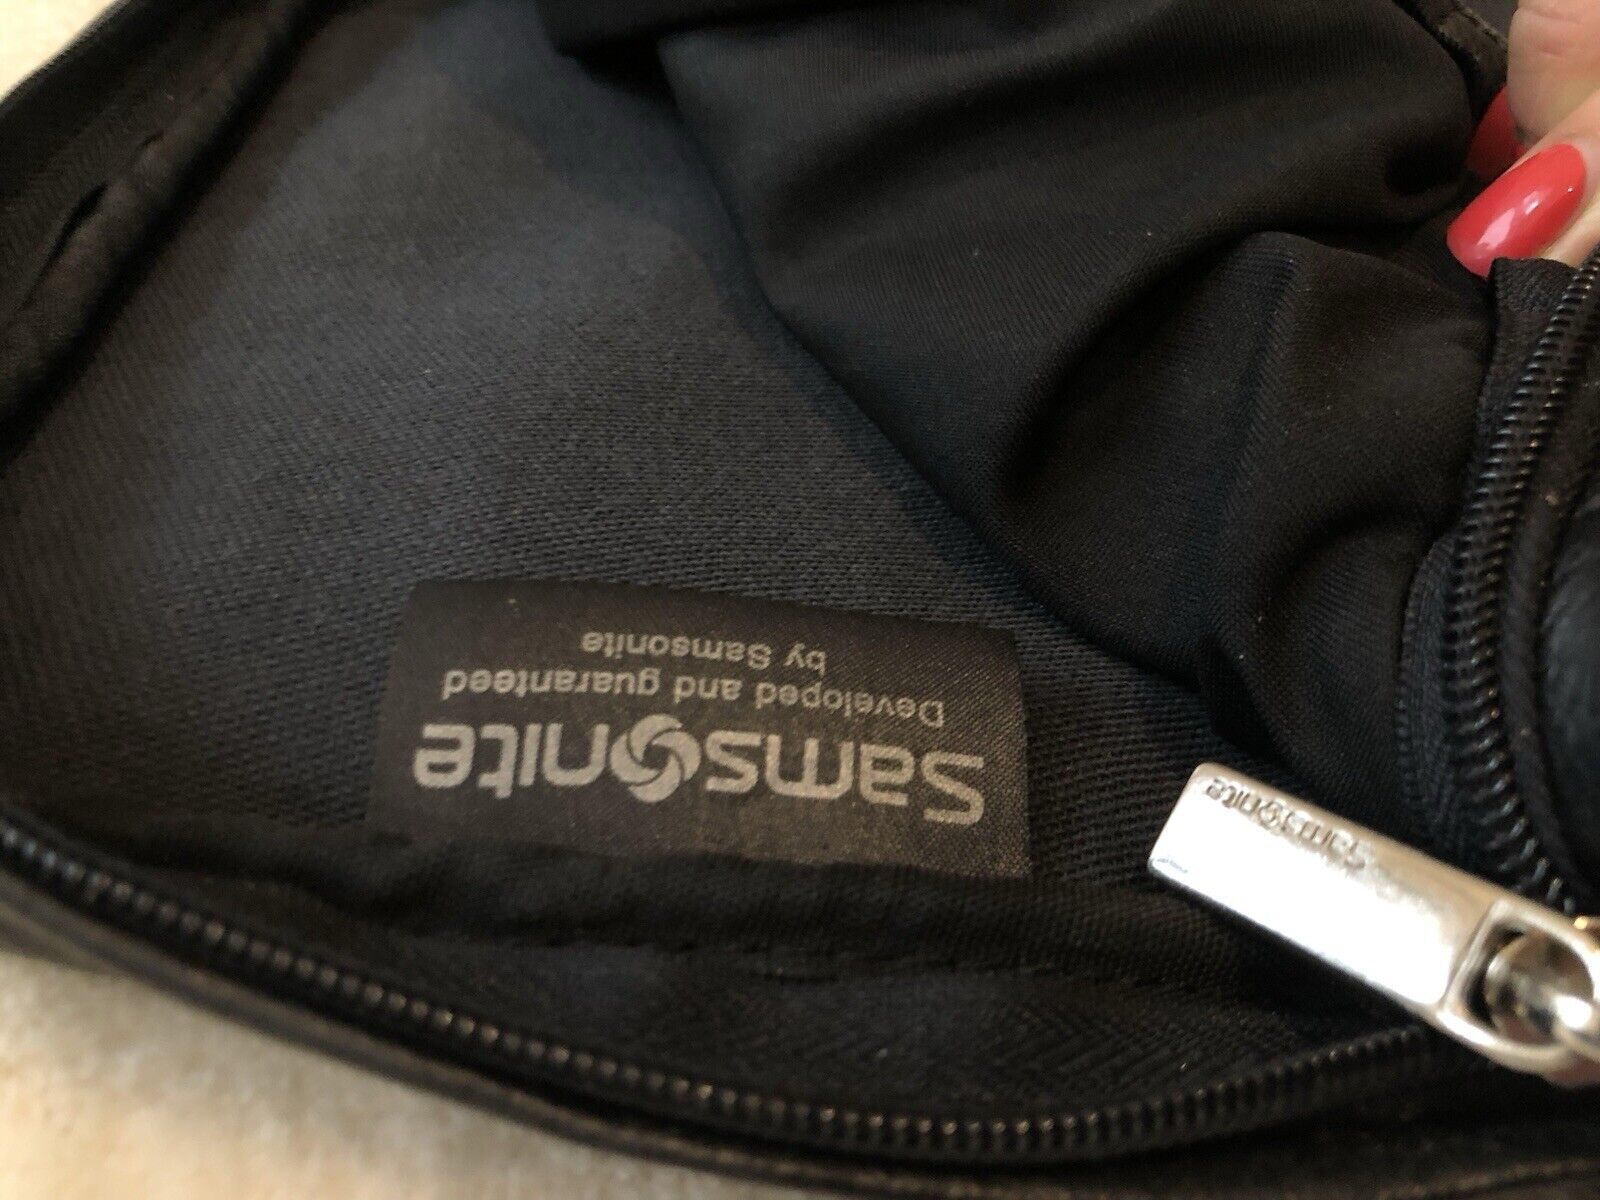 Samsonite
Developed and guaranteed
by Samsonite
Samsonite